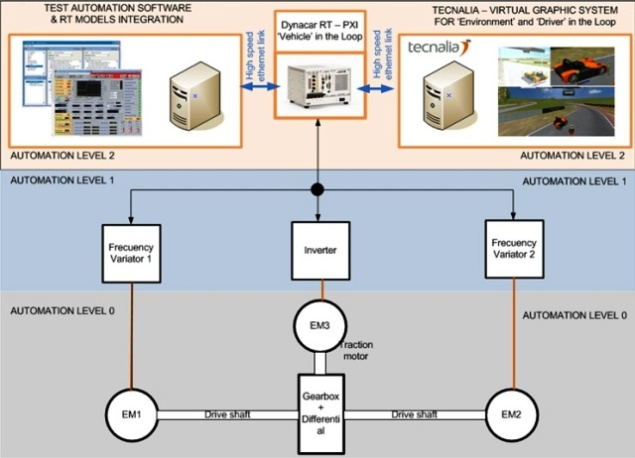 TEST AUTOMATION SOFTWARE
& RT MODELS INTEGRATION
Dynacar RT – PXI
'Vehicle' in the Loop
TECNALIA – VIRTUAL GRAPHIC SYSTEM
FOR 'Environment' and 'Driver' in the Loop
High speed
ethernet link
High speed
ethernet link
tecnalia
AUTOMATION LEVEL 2
AUTOMATION LEVEL 2
AUTOMATION LEVEL 1
AUTOMATION LEVEL 1
Frecuency
Variator 1
Inverter
Frecuency
Variator 2
AUTOMATION LEVEL 0
AUTOMATION LEVEL 0
EM3
Traction
motor
Gearbox
+
Differenti
al
EM1
Drive shaft
Drive shaft
EM2